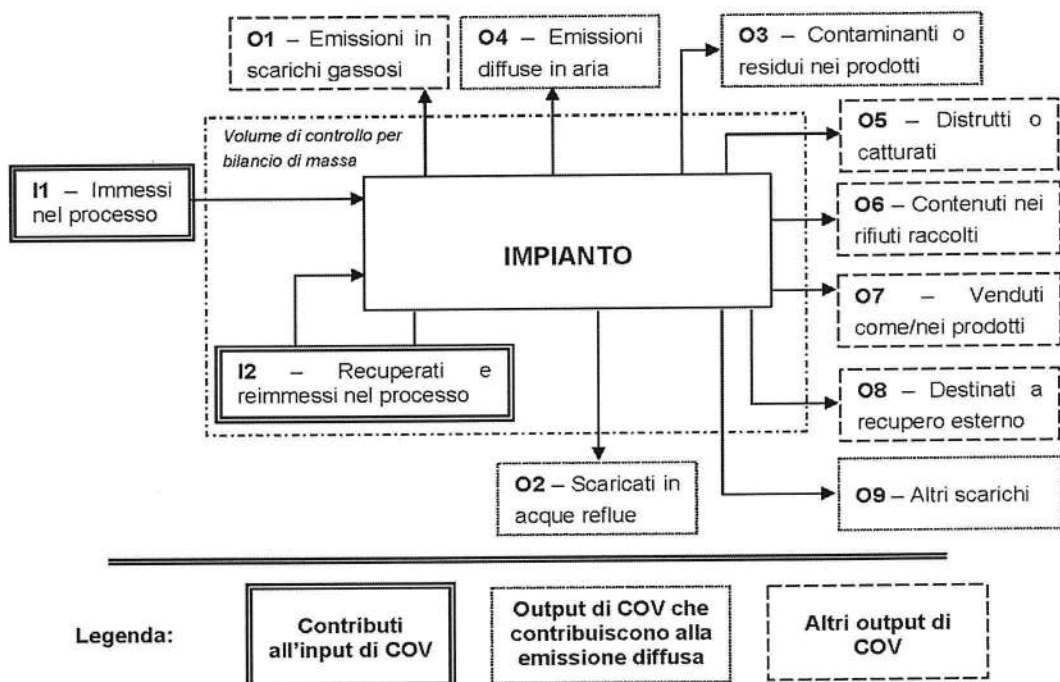 O1 – Emissioni in
scarichi gassosi
O4 – Emissioni
diffuse in aria
O3 – Contaminanti o
residui nei prodotti
Volume di controllo per
bilancio di massa
O5 – Distrutti o
catturati
I1 – Immessi
nel processo
O6 – Contenuti nei
rifiuti raccolti
IMPIANTO
O7 – Venduti
come/nei prodotti
I2 – Recuperati e
reimmessi nel processo
O8 – Destinati a
recupero esterno
O2 – Scaricati in
acque reflue
O9 – Altri scarichi
Legenda:
Contributi
all'input di COV
Output di COV che
contribuiscono alla
emissione diffusa
Altri output di
COV